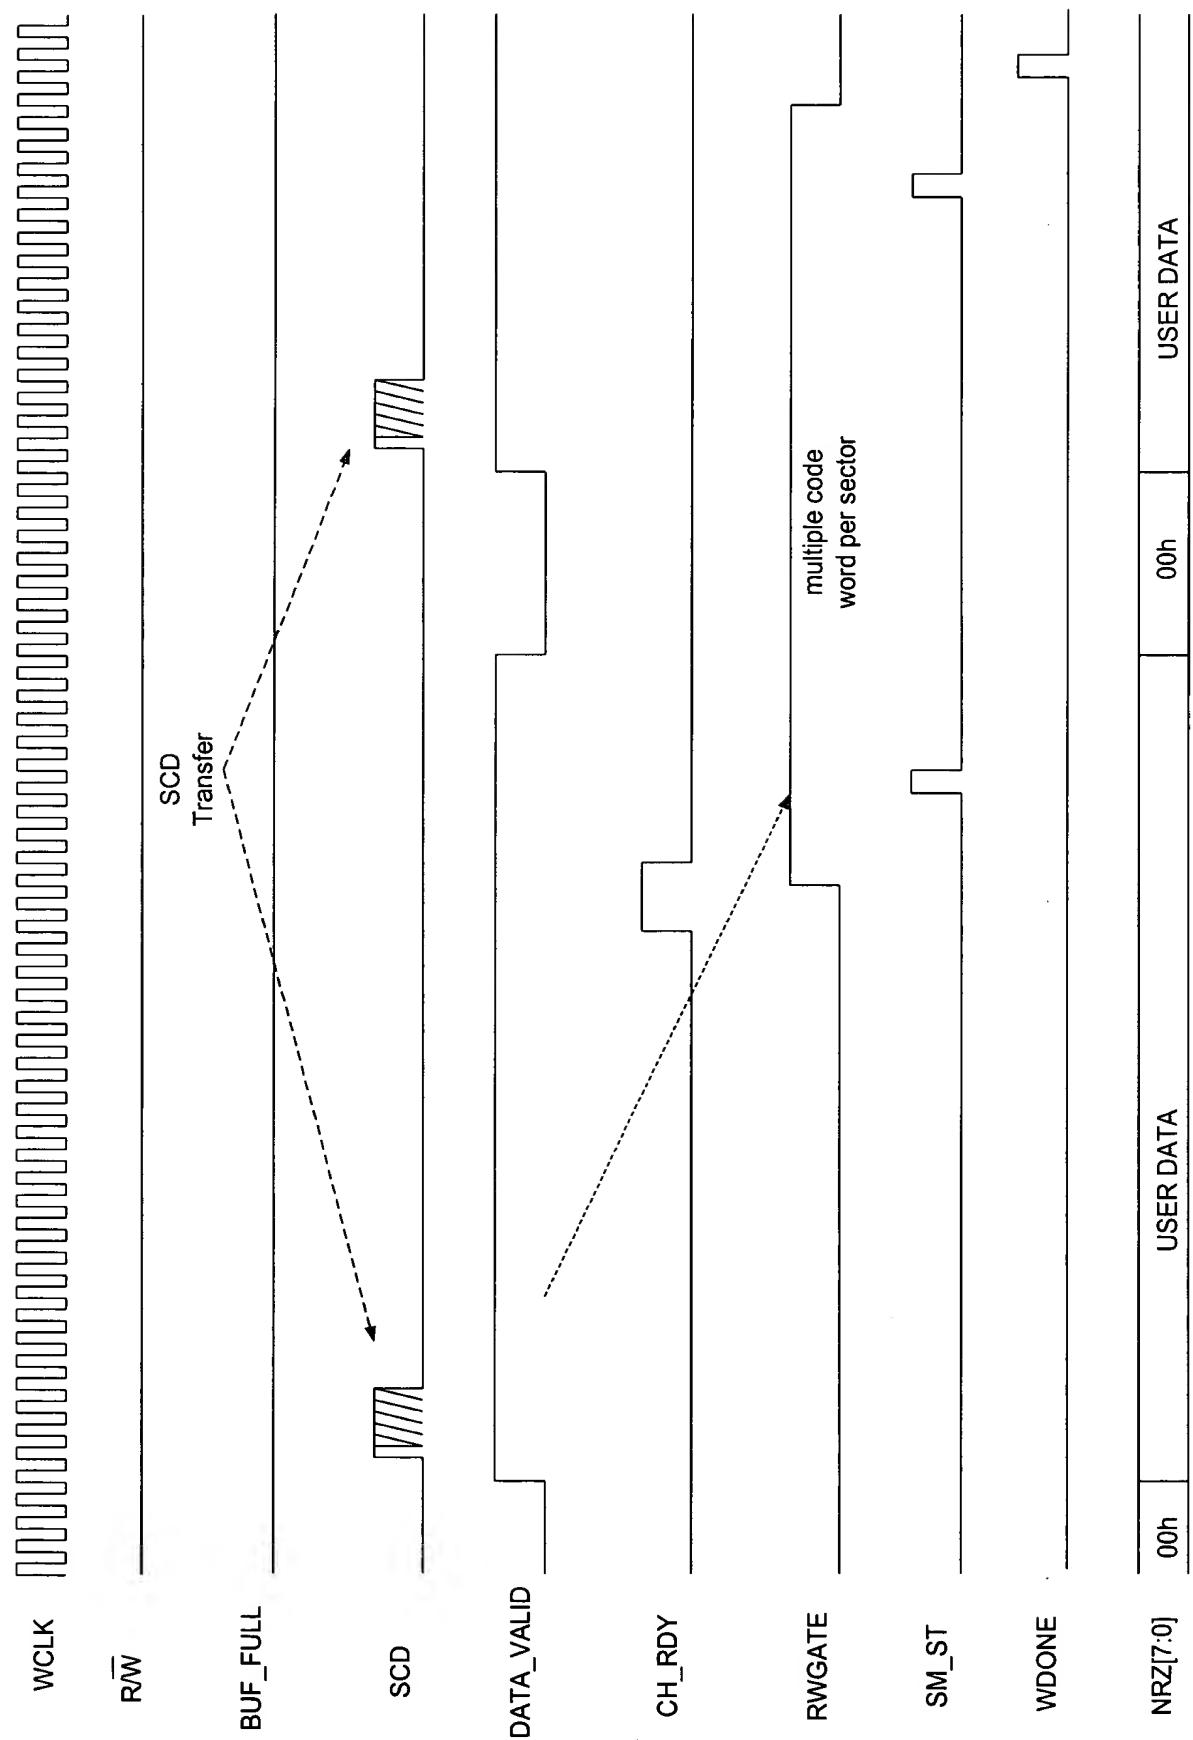 WCLK
R/W̅
BUF_FULL
SCD
Transfer
SCD
DATA_VALID
CH_RDY
RWGATE
multiple code
word per sector
SM_ST
WDONE
NRZ[7:0]
00h
USER DATA
00h
USER DATA